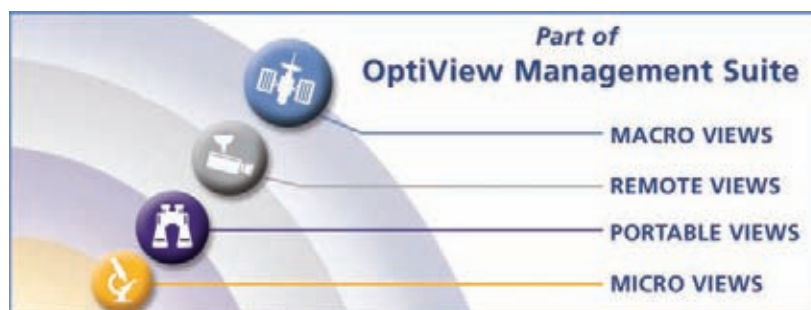 Part of
OptiView Management Suite
MACRO VIEWS
REMOTE VIEWS
PORTABLE VIEWS
MICRO VIEWS